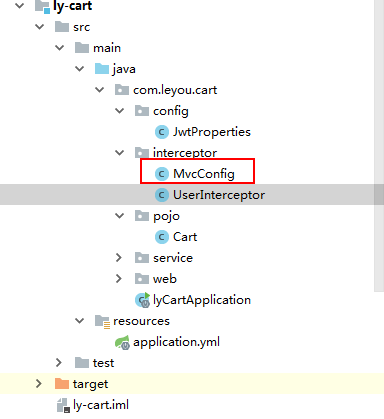 ly-cart
src
main
java
com.leyou.cart
config
JwtProperties
interceptor
MvcConfig
UserInterceptor
pojo
Cart
service
web
lyCartApplication
resources
application.yml
test
target
ly-cart.iml